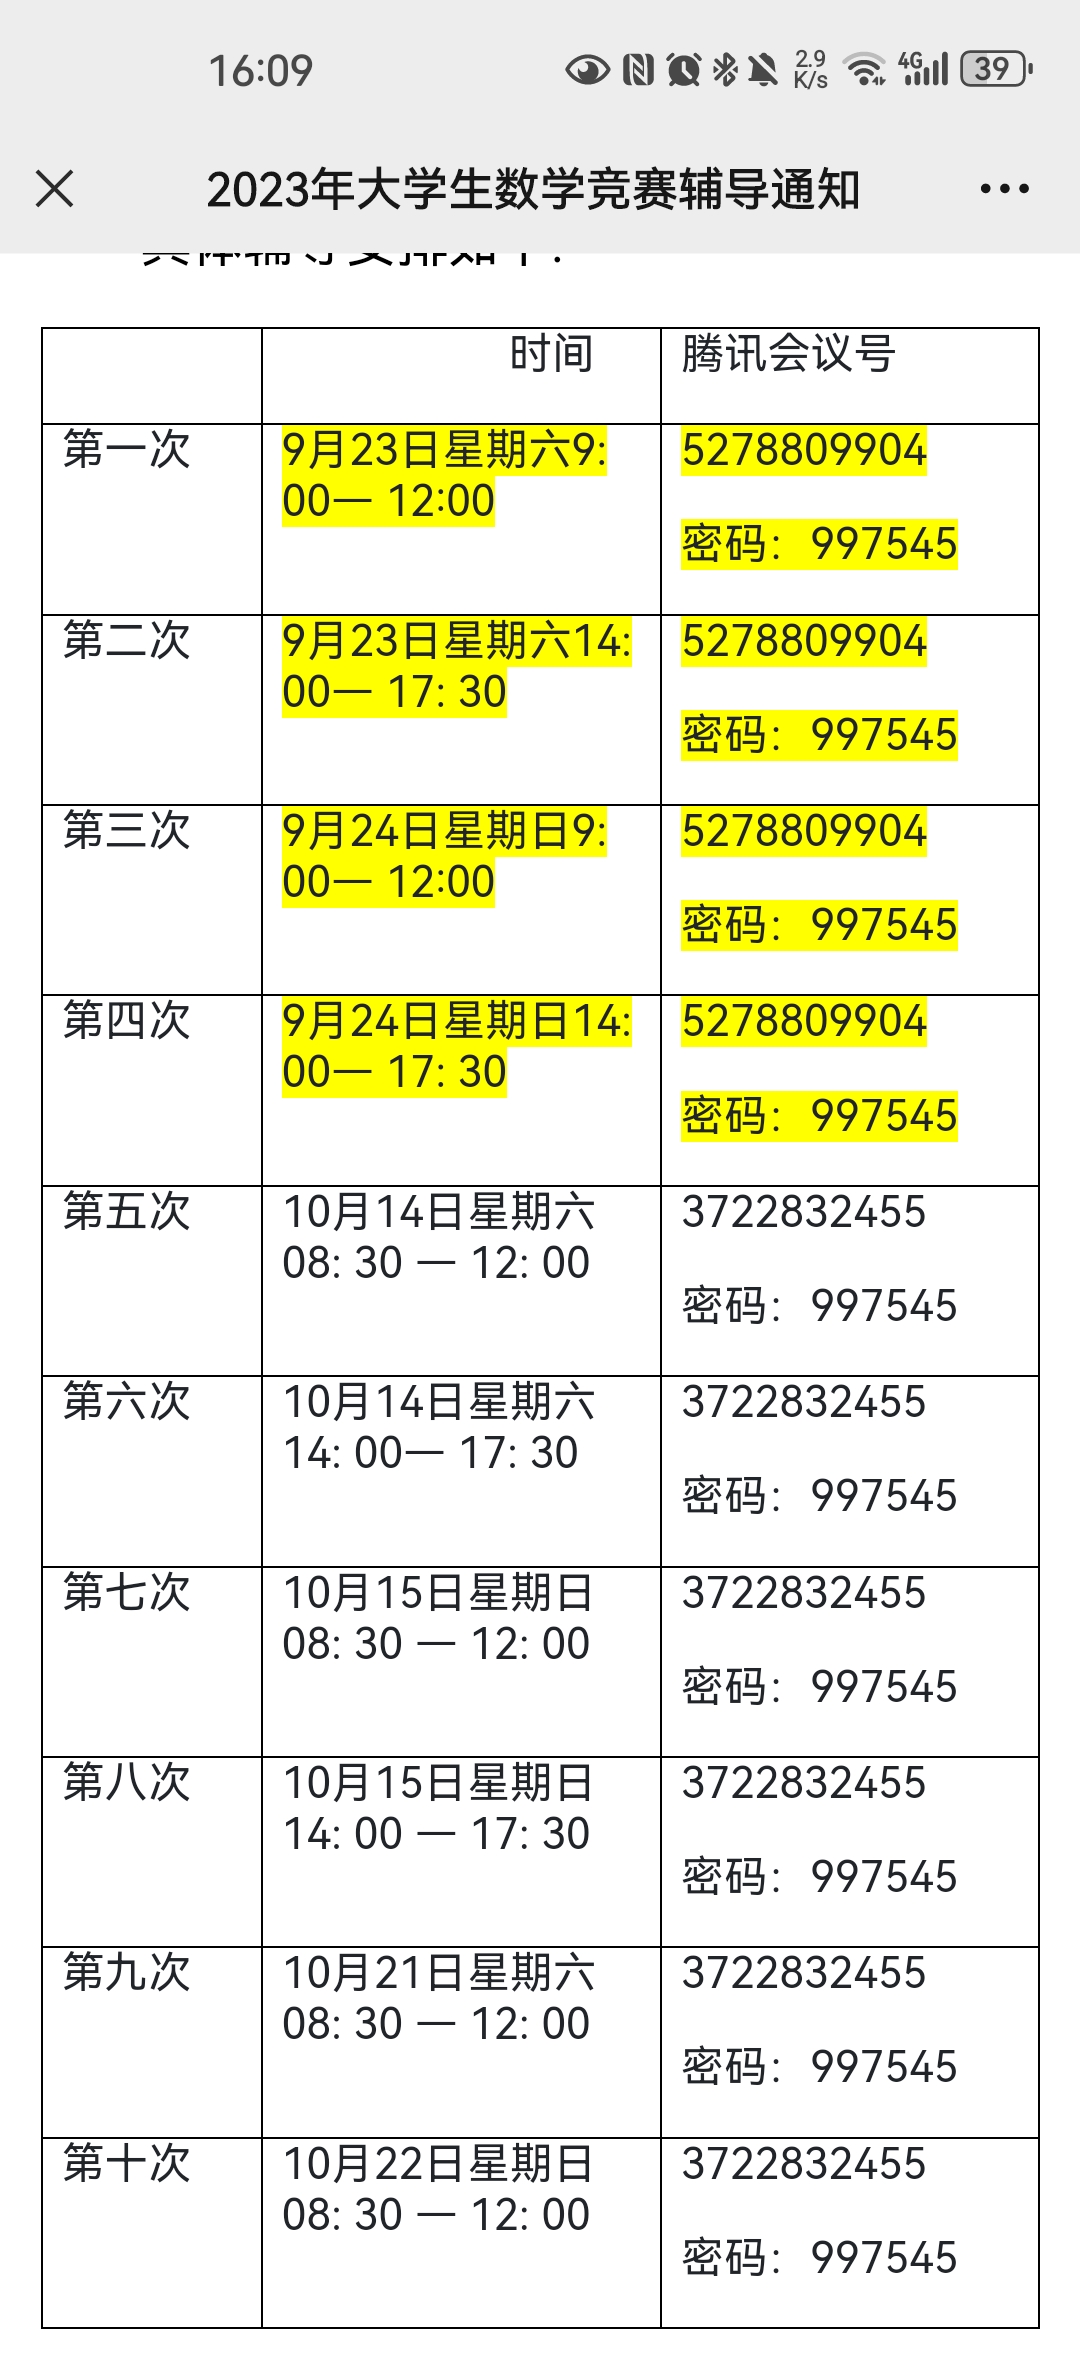 16:09
2.9
K/s
4G
39
2023年大学生数学竞赛辅导通知
具体辅导安排如下：
时间
腾讯会议号
第一次
9月23日星期六9:
00— 12:00
5278809904
密码：997545
第二次
9月23日星期六14:
00— 17: 30
5278809904
密码：997545
第三次
9月24日星期日9:
00— 12:00
5278809904
密码：997545
第四次
9月24日星期日14:
00— 17: 30
5278809904
密码：997545
第五次
10月14日星期六
08: 30 — 12: 00
3722832455
密码：997545
第六次
10月14日星期六
14: 00— 17: 30
3722832455
密码：997545
第七次
10月15日星期日
08: 30 — 12: 00
3722832455
密码：997545
第八次
10月15日星期日
14: 00 — 17: 30
3722832455
密码：997545
第九次
10月21日星期六
08: 30 — 12: 00
3722832455
密码：997545
第十次
10月22日星期日
08: 30 — 12: 00
3722832455
密码：997545